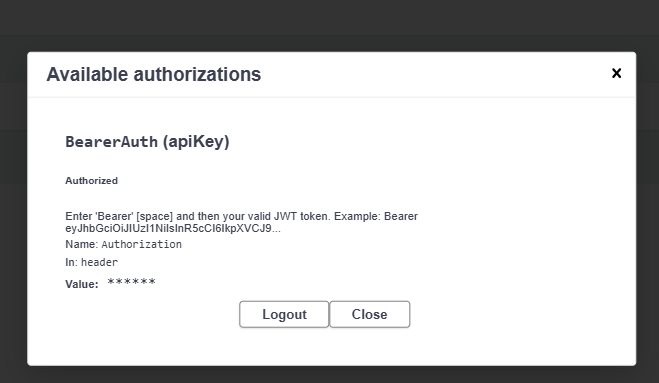 Available authorizations
x
BearerAuth (apiKey)
Authorized
Enter 'Bearer' [space] and then your valid JWT token. Example: Bearer
eyJhbGciOiJIUzI1NiIsInR5cCI6IkpXVCJ9...
Name: Authorization
In: header
Value: ******
Logout Close